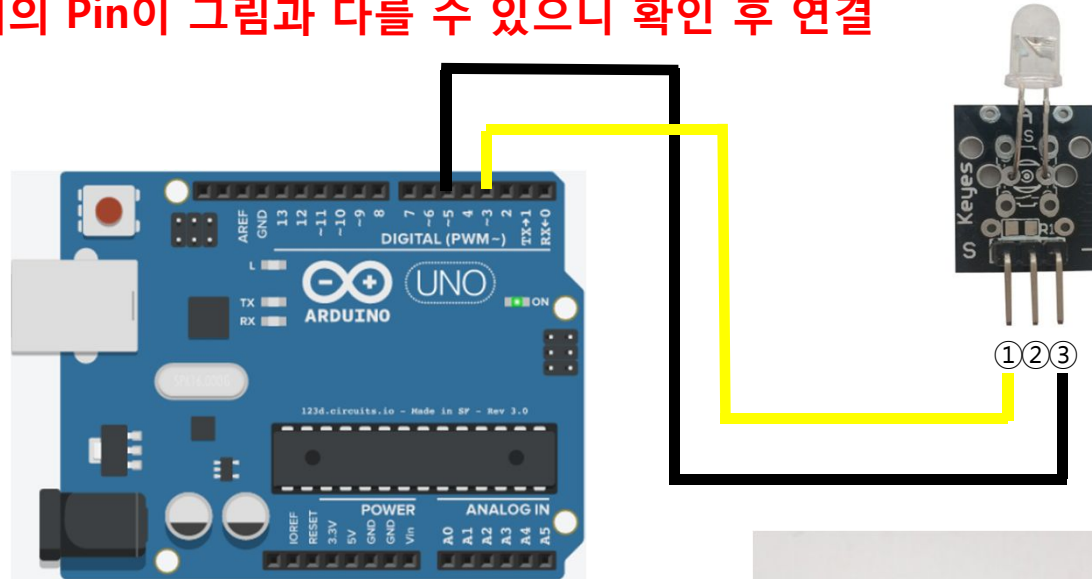 의 Pin이 그림과 다를 수 있으니 확인 후 연결
AREF
GND
13
12
~11
~10
~9
8
7
~6
~5
4
~3
2
TX→1
RX←0
DIGITAL (PWM~)
L
TX
RX
UNO
ARDUINO
ON
123d.circuits.io – Made in SF – Rev 3.0
POWER
ANALOG IN
IOREF
RESET
3.3V
5V
GND
GND
Vin
A0
A1
A2
A3
A4
A5
A
S
Keyes
R1
S
①②③